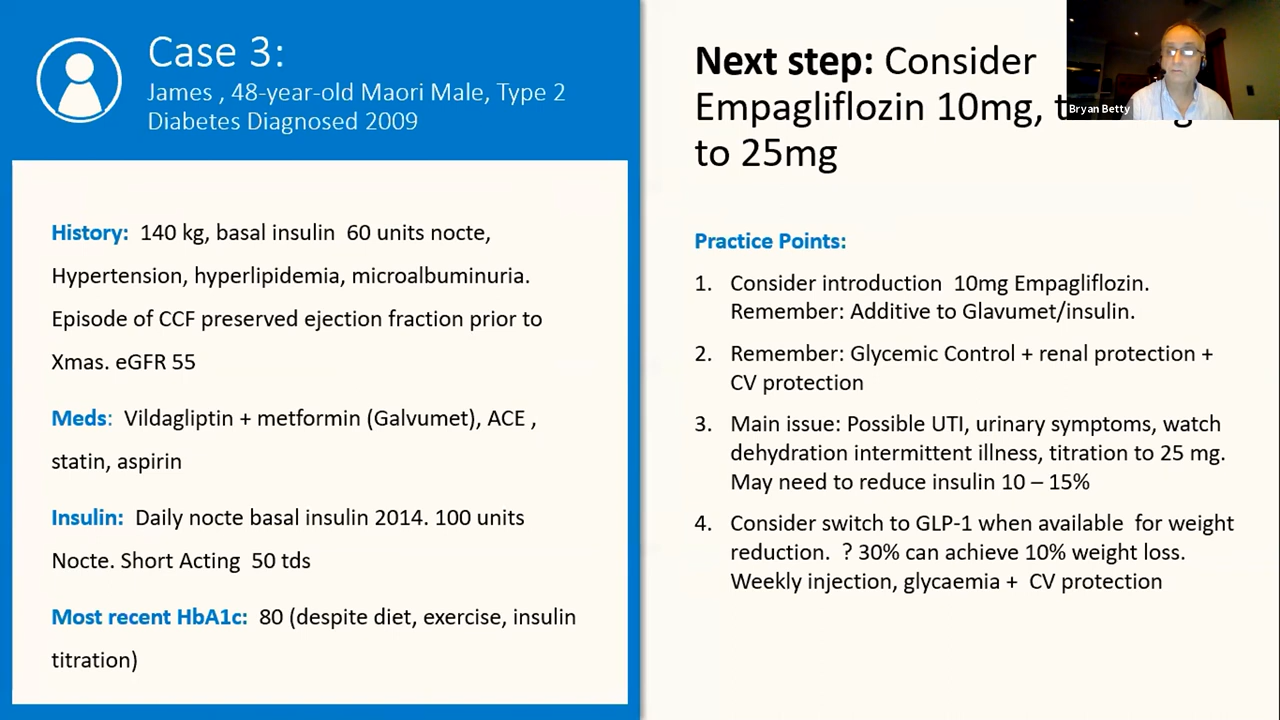 Case 3:
James , 48-year-old Maori Male, Type 2
Diabetes Diagnosed 2009
History: 140 kg, basal insulin 60 units nocte,
Hypertension, hyperlipidemia, microalbuminuria.
Episode of CCF preserved ejection fraction prior to
Xmas. eGFR 55
Meds: Vildagliptin + metformin (Galvumet), ACE ,
statin, aspirin
Insulin: Daily nocte basal insulin 2014. 100 units
Nocte. Short Acting 50 tds
Most recent HbA1c: 80 (despite diet, exercise, insulin
titration)
Next step: Consider
Empagliflozin 10mg,
to 25mg
Bryan Betty
Practice Points:
1. Consider introduction 10mg Empagliflozin.
Remember: Additive to Glavumet/insulin.
2. Remember: Glycemic Control + renal protection +
CV protection
3. Main issue: Possible UTI, urinary symptoms, watch
dehydration intermittent illness, titration to 25 mg.
May need to reduce insulin 10 – 15%
4. Consider switch to GLP-1 when available for weight
reduction. ? 30% can achieve 10% weight loss.
Weekly injection, glycaemia + CV protection